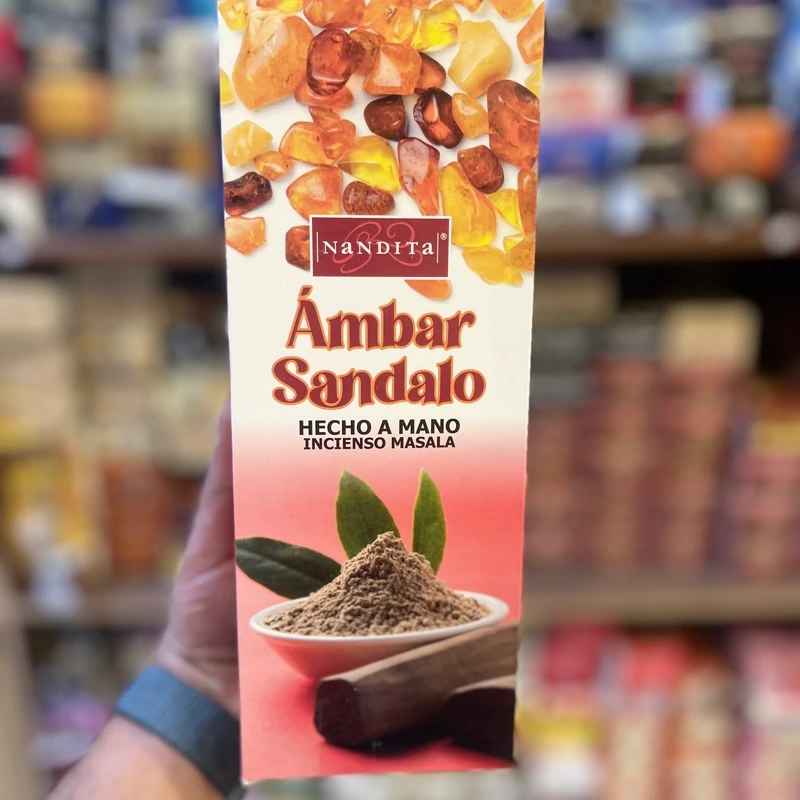 NANDITA®
Ámbar
Sandalo
HECHO A MANO
INCIENSO MASALA